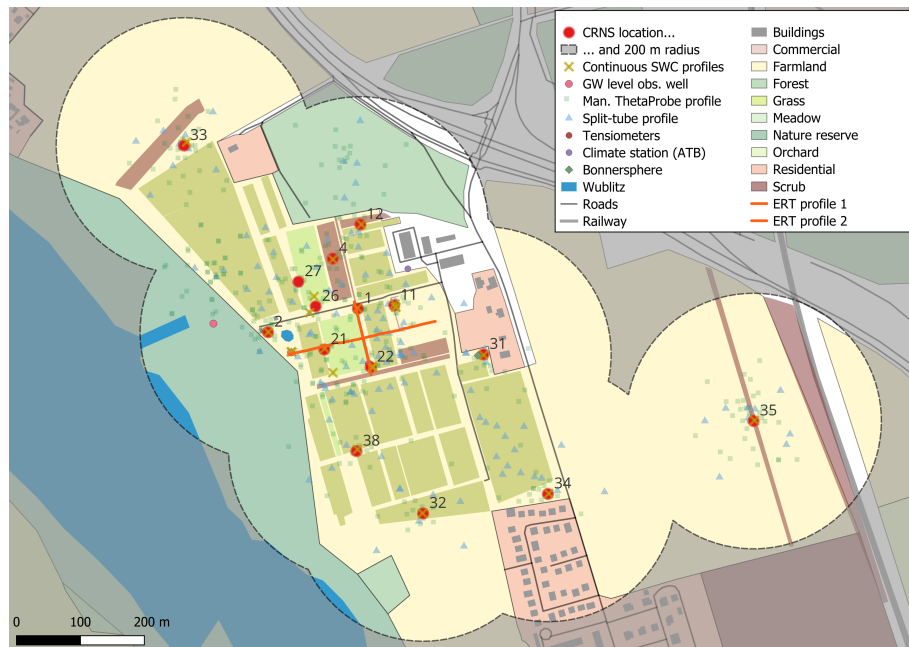 CRNS location...
... and 200 m radius
Continuous SWC profiles
GW level obs. well
Man. ThetaProbe profile
Split-tube profile
Tensiometers
Climate station (ATB)
Bonnersphere
Wublitz
Roads
Railway
Buildings
Commercial
Farmland
Forest
Grass
Meadow
Nature reserve
Orchard
Residential
Scrub
ERT profile 1
ERT profile 2
33
12
4
27
26
1
11
2
21
22
31
35
38
34
32
0 100 200 m